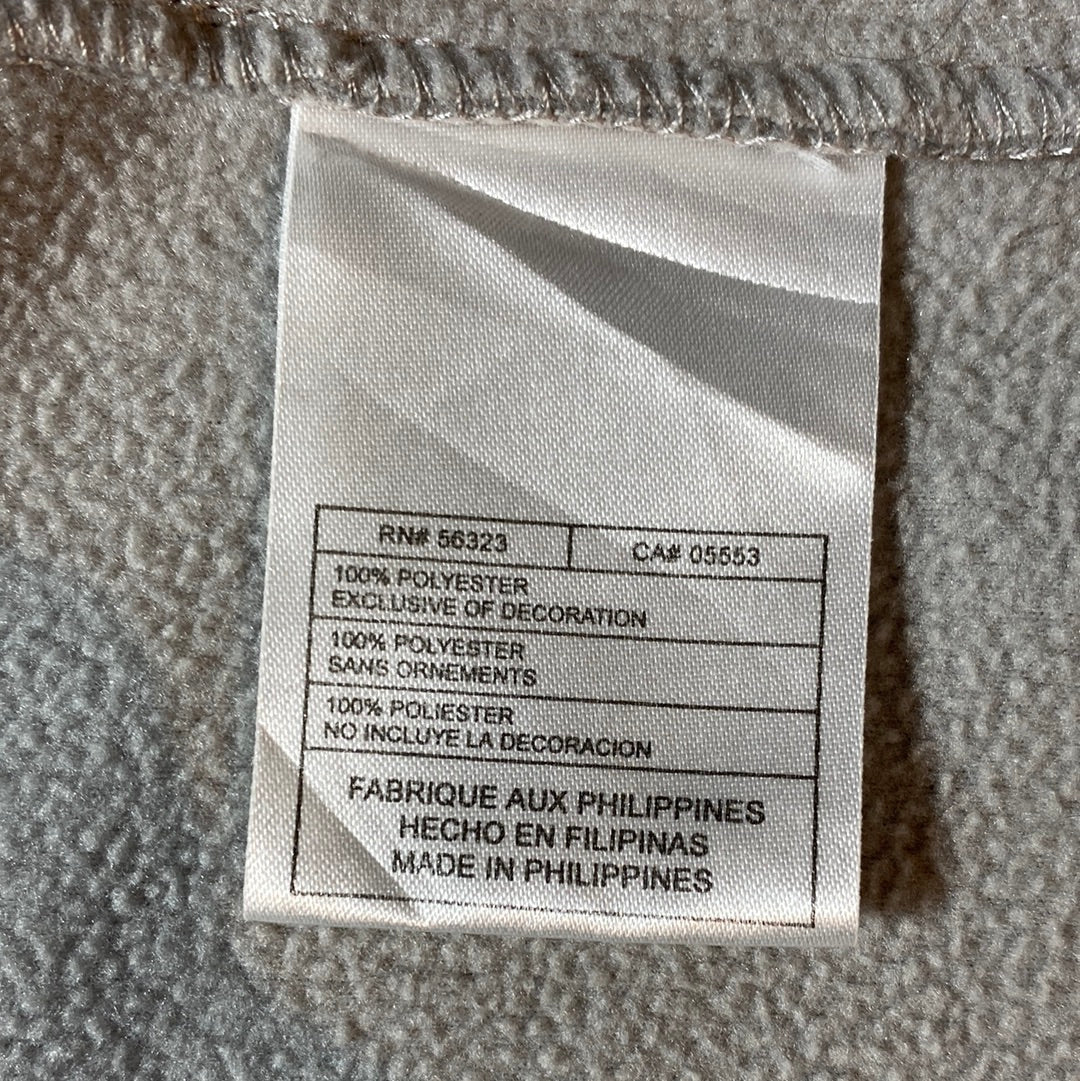 RN# 56323
CA# 05553
100% POLYESTER
EXCLUSIVE OF DECORATION
100% POLYESTER
SANS ORNEMENTS
100% POLIESTER
NO INCLUYE LA DECORACION
FABRIQUE AUX PHILIPPINES
HECHO EN FILIPINAS
MADE IN PHILIPPINES